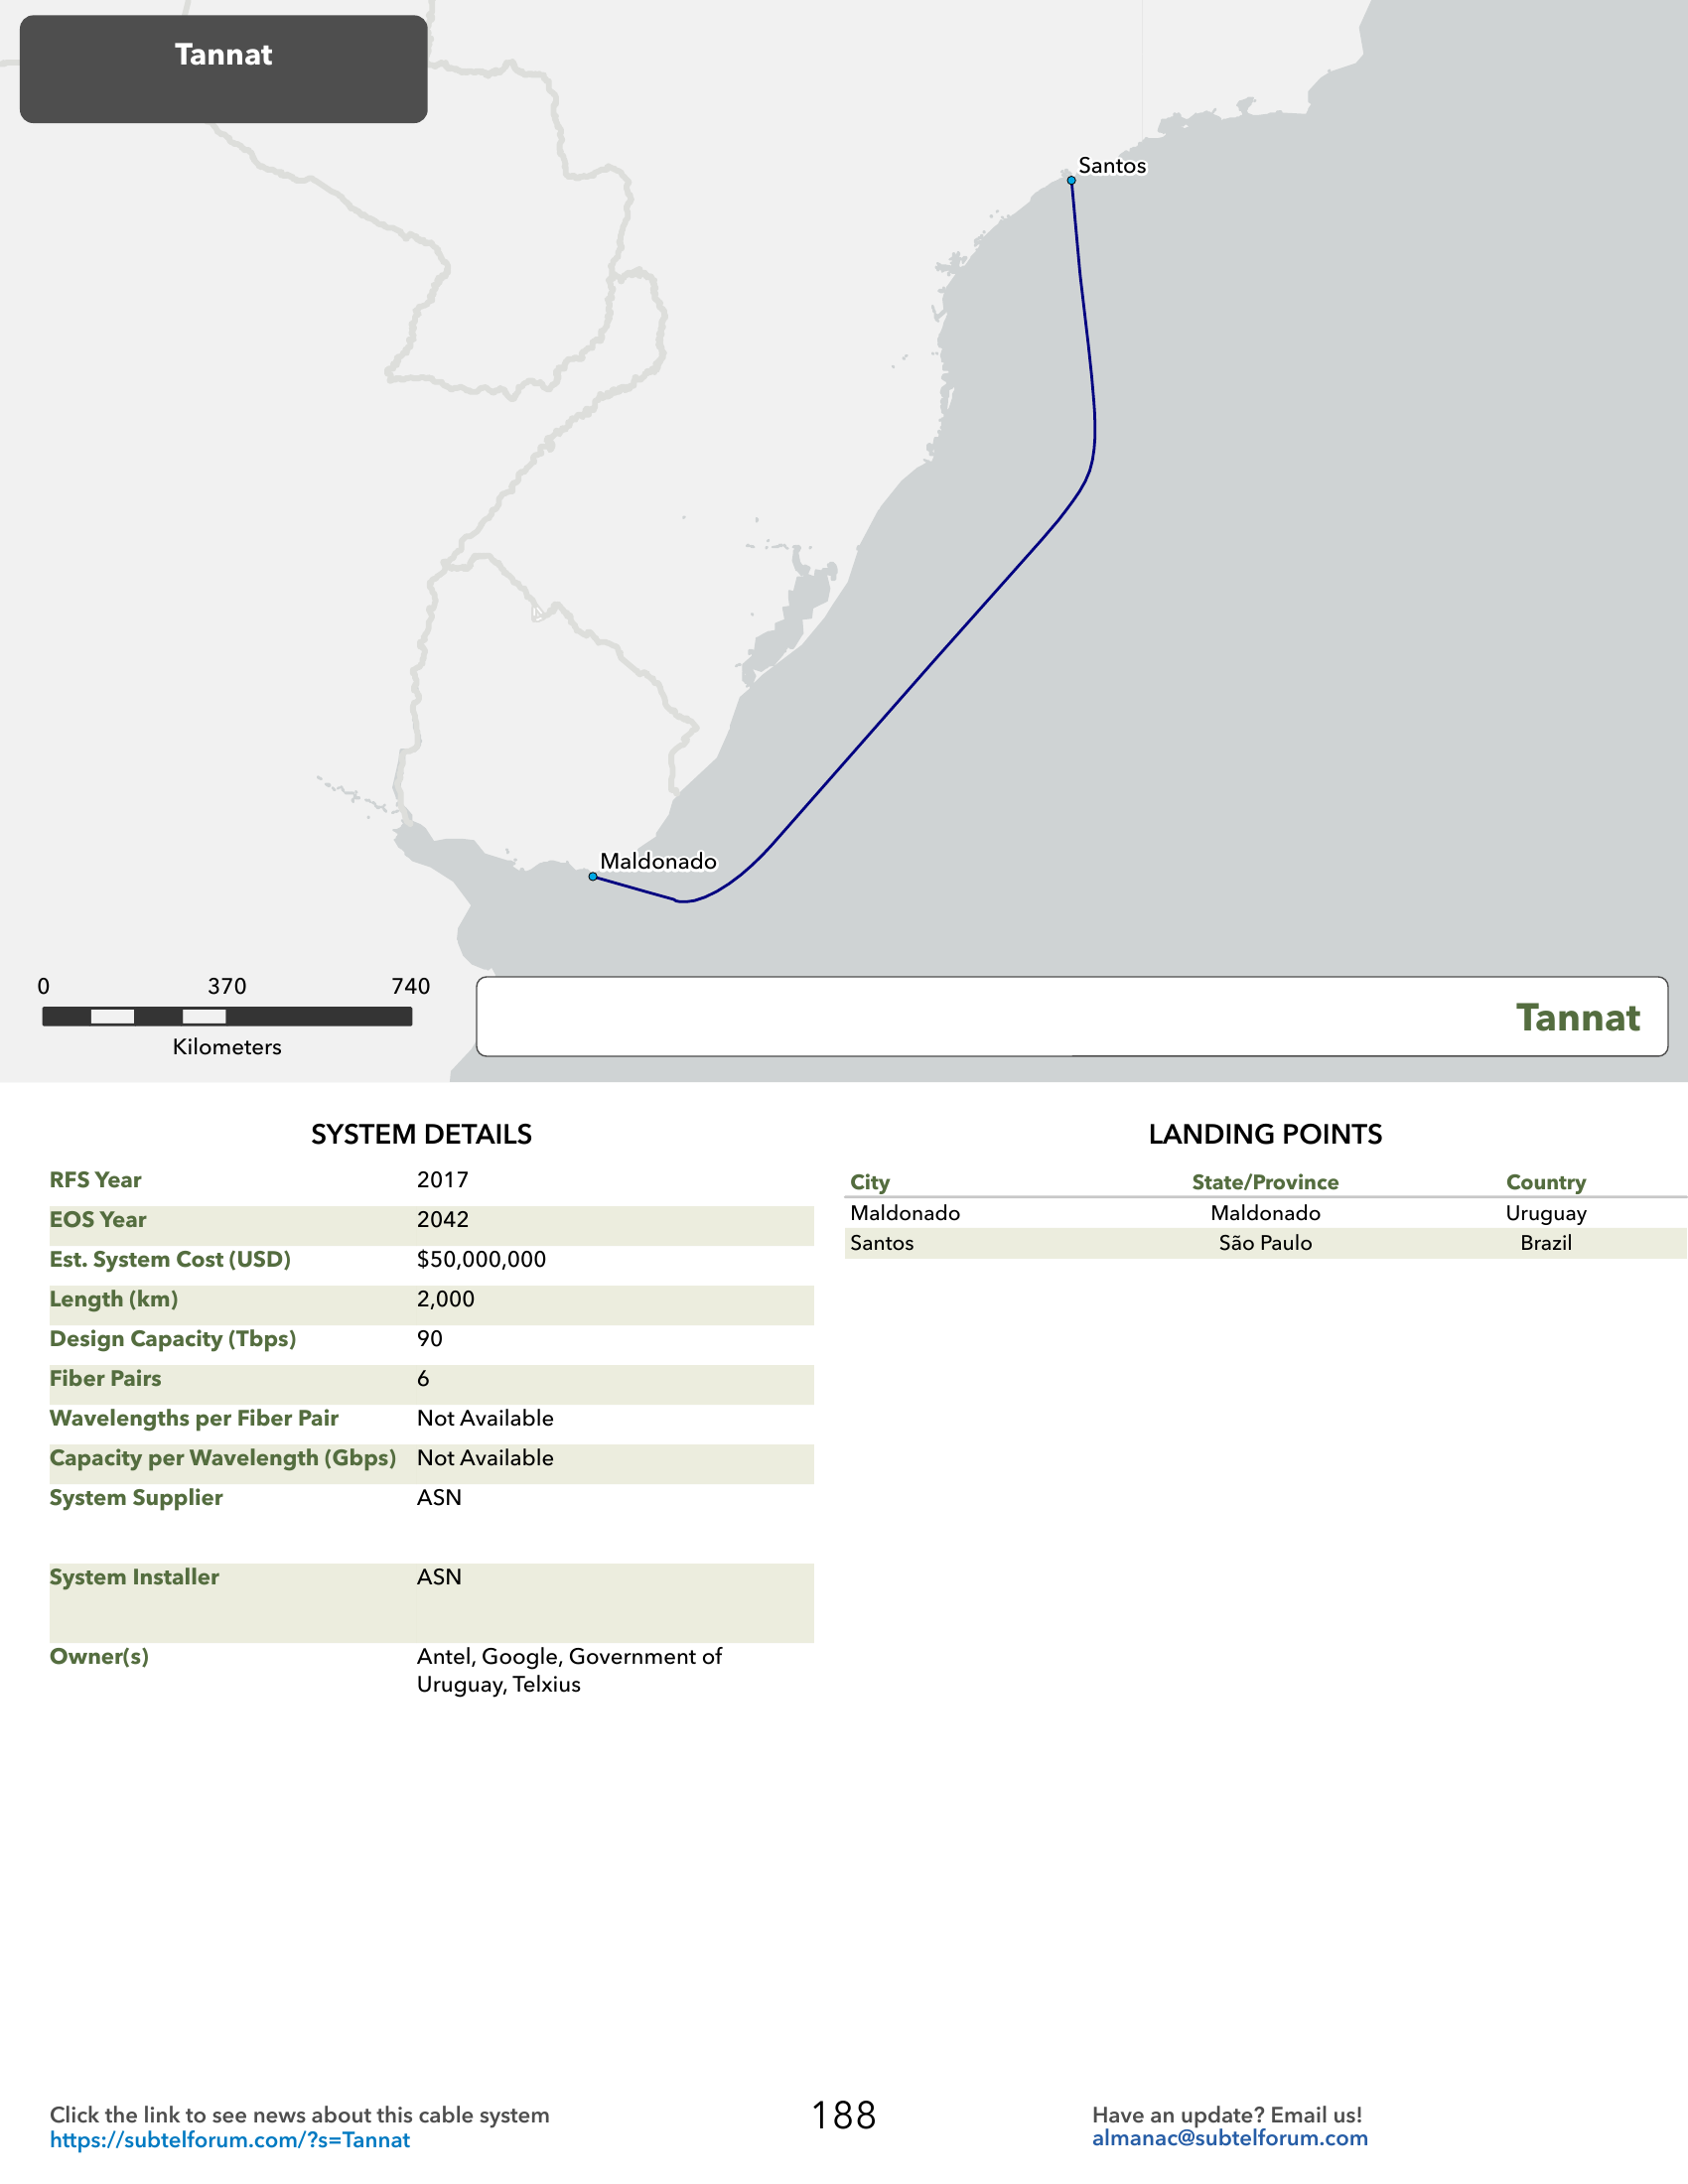 Tannat
Santos
Maldonado
0 370 740
Kilometers
Tannat
SYSTEM DETAILS
RFS Year 2017
EOS Year 2042
Est. System Cost (USD) $50,000,000
Length (km) 2,000
Design Capacity (Tbps) 90
Fiber Pairs 6
Wavelengths per Fiber Pair Not Available
Capacity per Wavelength (Gbps) Not Available
System Supplier ASN
System Installer ASN
Owner(s) Antel, Google, Government of
Uruguay, Telxius
LANDING POINTS
City State/Province Country
Maldonado Maldonado Uruguay
Santos São Paulo Brazil
Click the link to see news about this cable system
https://subtelforum.com/?s=Tannat
188
Have an update? Email us!
almanac@subtelforum.com